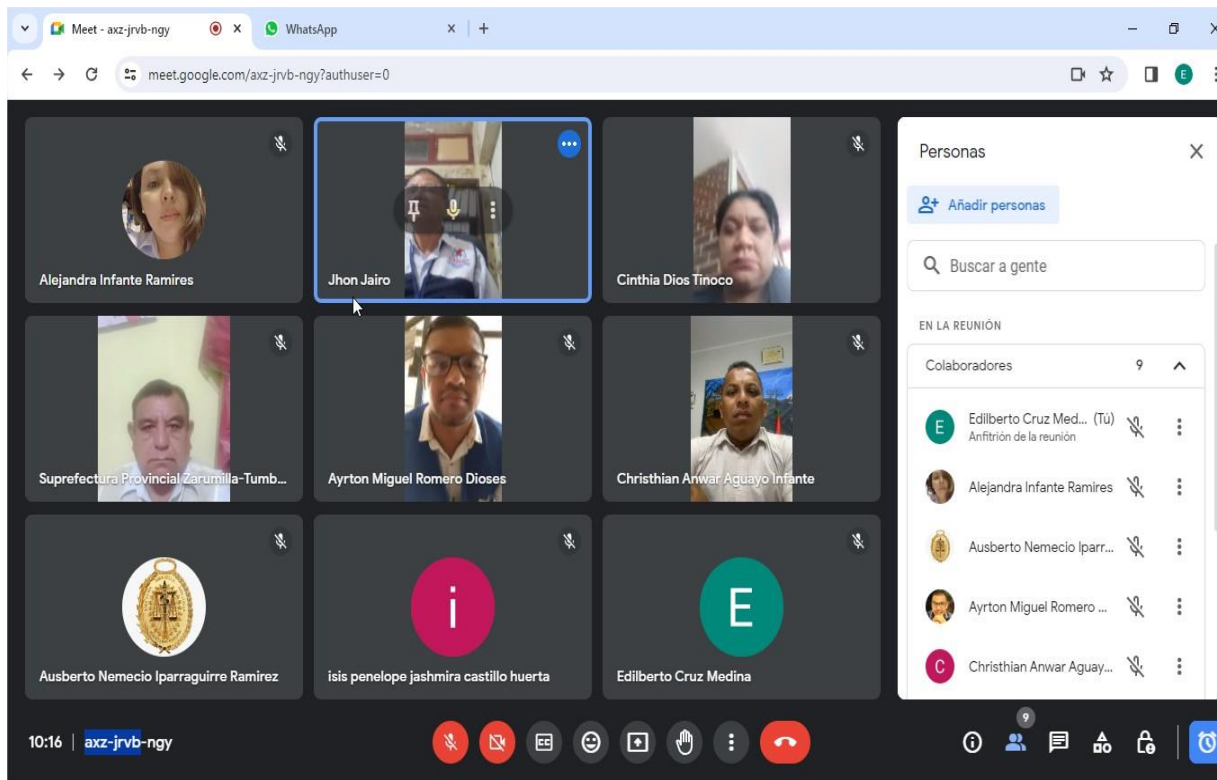 Meet - axz-jrvb-ngy
WhatsApp
meet.google.com/axz-jrvb-ngy?authuser=0
E
Alejandra Infante Ramires
Jhon Jairo
Cinthia Dios Tinoco
Suprefectura Provincial Zarumilla-Tumb...
Ayrton Miguel Romero Dioses
Christhian Anwar Aguayo Infante
i
E
Ausberto Nemecio Iparraguirre Ramirez
isis penelope jashmira castillo huerta
Edilberto Cruz Medina
Personas
Añadir personas
Buscar a gente
EN LA REUNIÓN
Colaboradores 9
E
Edilberto Cruz Med... (Tú)
Anfitrión de la reunión
Alejandra Infante Ramires
Ausberto Nemecio Iparr...
Ayrton Miguel Romero ...
C
Christhian Anwar Aguay...
10:16 | axz-jrvb-ngy
CC
9